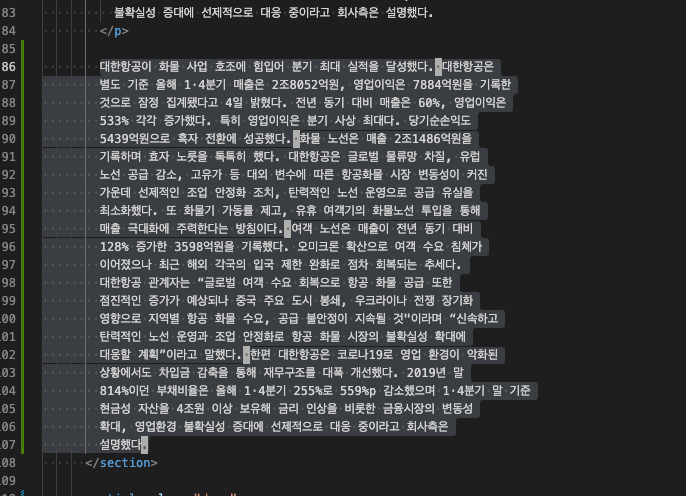 83 불확실성 증대에 선제적으로 대응 중이라고 회사측은 설명했다.
84 </p>
85
86 대한항공이 화물 사업 호조에 힘입어 분기 최대 실적을 달성했다. 대한항공은
87 별도 기준 올해 1·4분기 매출은 2조8052억원, 영업이익은 7884억원을 기록한
88 것으로 잠정 집계됐다고 4일 밝혔다. 전년 동기 대비 매출은 60%, 영업이익은
89 533% 각각 증가했다. 특히 영업이익은 분기 사상 최대다. 당기순손익도
90 5439억원으로 흑자 전환에 성공했다. 화물 노선은 매출 2조1486억원을
91 기록하며 효자 노릇을 톡톡히 했다. 대한항공은 글로벌 물류망 차질, 유럽
92 노선 공급 감소, 고유가 등 대외 변수에 따른 항공화물 시장 변동성이 커진
93 가운데 선제적인 조업 안정화 조치, 탄력적인 노선 운영으로 공급 유실을
94 최소화했다. 또 화물기 가동률 제고, 유휴 여객기의 화물노선 투입을 통해
95 매출 극대화에 주력한다는 방침이다. 여객 노선은 매출이 전년 동기 대비
96 128% 증가한 3598억원을 기록했다. 오미크론 확산으로 여객 수요 침체가
97 이어졌으나 최근 해외 각국의 입국 제한 완화로 점차 회복되는 추세다.
98 대한항공 관계자는 “글로벌 여객 수요 회복으로 항공 화물 공급 또한
99 점진적인 증가가 예상되나 중국 주요 도시 봉쇄, 우크라이나 전쟁 장기화
100 영향으로 지역별 항공 화물 수요, 공급 불안정이 지속될 것"이라며 “신속하고
101 탄력적인 노선 운영과 조업 안정화로 항공 화물 시장의 불확실성 확대에
102 대응할 계획”이라고 말했다. 한편 대한항공은 코로나19로 영업 환경이 악화된
103 상황에서도 차입금 감축을 통해 재무구조를 대폭 개선했다. 2019년 말
104 814%이던 부채비율은 올해 1·4분기 255%로 559%p 감소했으며 1·4분기 말 기준
105 현금성 자산을 4조원 이상 보유해 금리 인상을 비롯한 금융시장의 변동성
106 확대, 영업환경 불확실성 증대에 선제적으로 대응 중이라고 회사측은
107 설명했다.
108 </section>
109